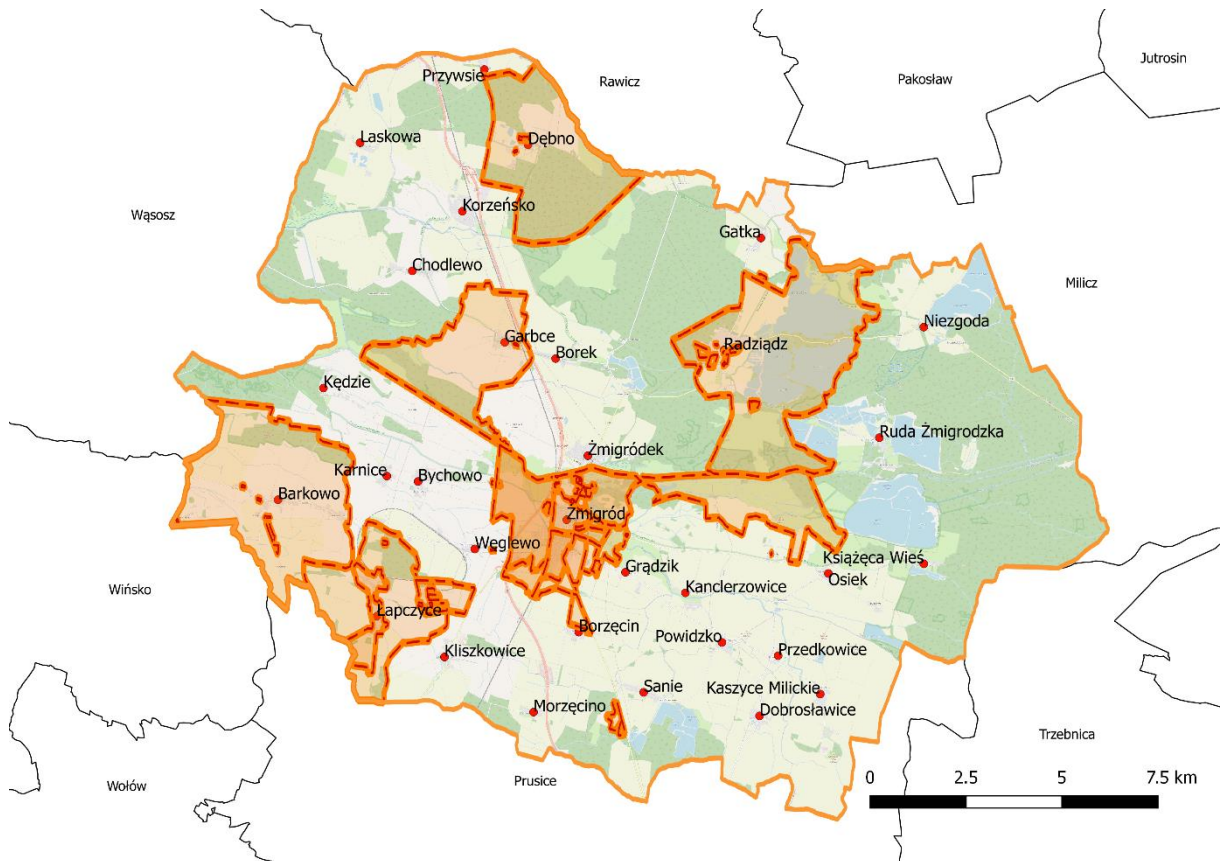 Jutrosin
Przywsie
Rawicz
Pakosław
Laskowa
Dębno
Wąsosz
Korzeńsko
Gatka
Chodlewo
Milicz
Niezgoda
Garbce
Borek
Radziądz
Kędzie
Ruda Żmigrodzka
Żmigródek
Karnice
Bychowo
Barkowo
Żmigród
Węglewo
Książęca Wieś
Grądzik
Osiek
Wińsko
Kanclerzowice
Łapczyce
Borzęcin
Powidzko
Przedkowice
Kliszkowice
Sanie
Kaszyce Milickie
Morzęcino
Dobrosławice
Trzebnica
Prusice
Wołów
0 2.5 5 7.5 km